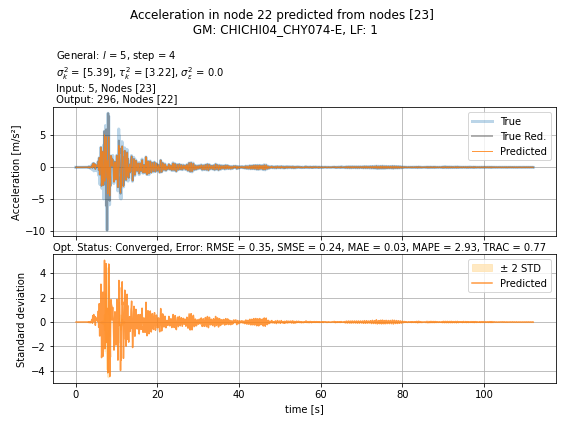 Acceleration in node 22 predicted from nodes [23]
GM: CHICHI04_CHY074-E, LF: 1
General: l = 5, step = 4
σ²ₖ = [5.39], τ²ₖ = [3.22], σ²ε = 0.0
Input: 5, Nodes [23]
Output: 296, Nodes [22]
Acceleration [m/s²]
5
0
−5
−10
True
True Red.
Predicted
Opt. Status: Converged, Error: RMSE = 0.35, SMSE = 0.24, MAE = 0.03, MAPE = 2.93, TRAC = 0.77
Standard deviation
4
2
0
−2
−4
± 2 STD
Predicted
0 20 40 60 80 100
time [s]